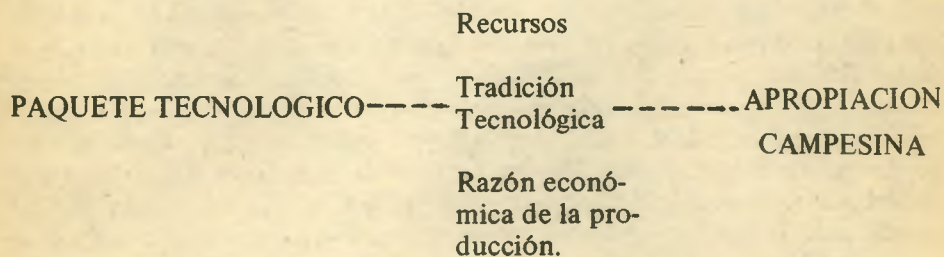 Recursos
PAQUETE TECNOLOGICO---- Tradición
Tecnológica ------- APROPIACION
CAMPESINA
Razón econó-
mica de la pro-
ducción.